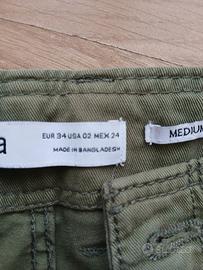 a
EUR 34 USA 02 MEX 24
MADE IN BANGLADESH
MEDIUM